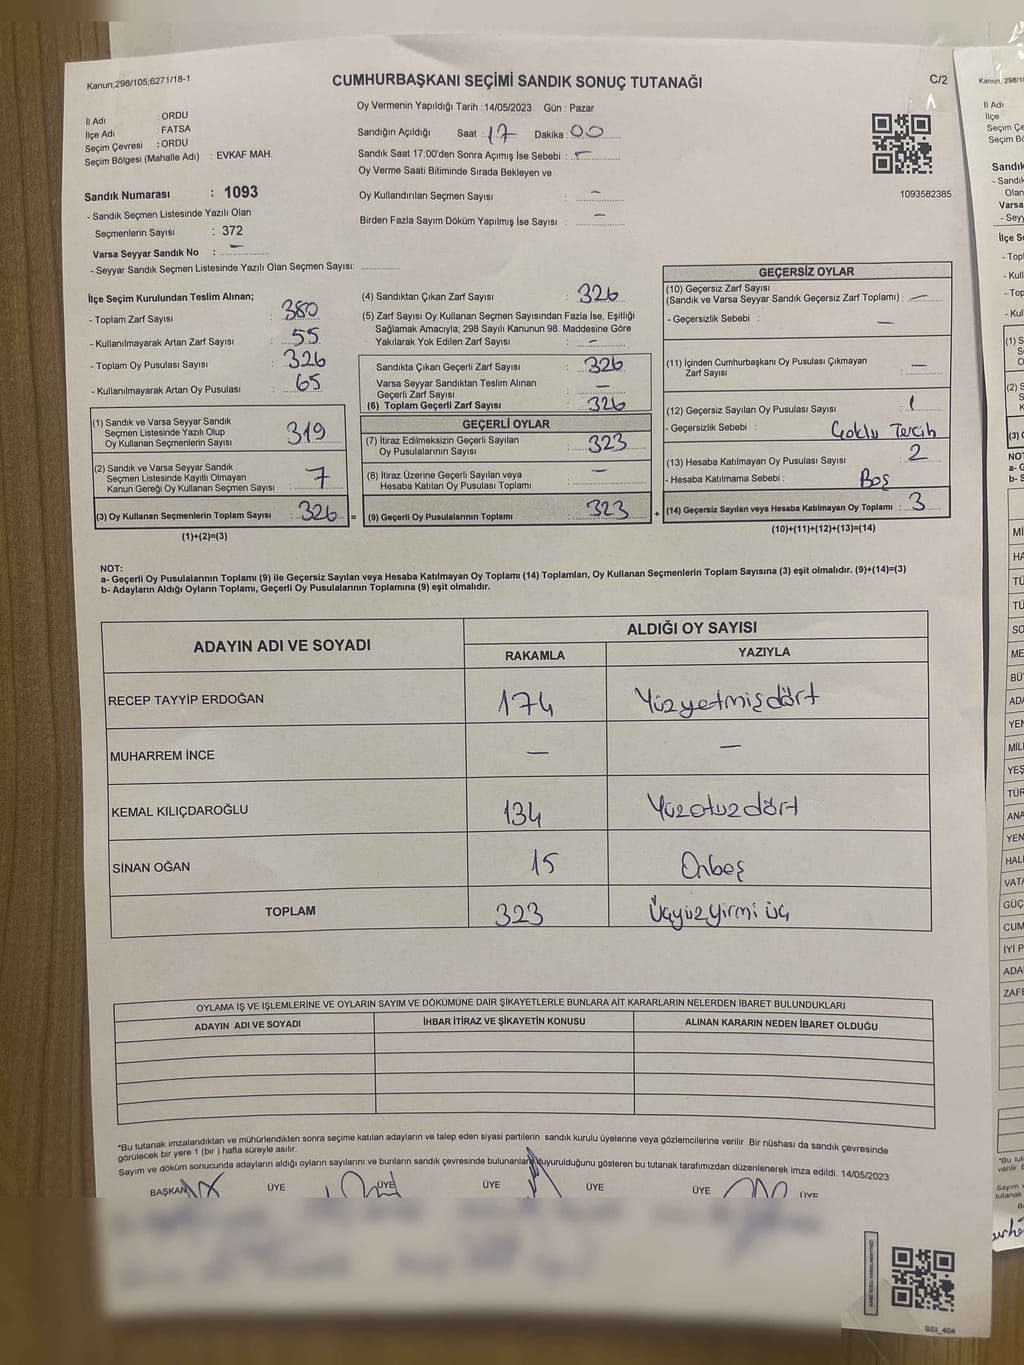 Kanun,298/105,6271/18-1
CUMHURBAŞKANI SEÇİMİ SANDIK SONUÇ TUTANAĞI
C/2
İl Adı : ORDU
İlçe Adı : FATSA
Seçim Çevresi : ORDU
Seçim Bölgesi (Mahalle Adı) : EVKAF MAH.
Sandık Numarası : 1093
- Sandık Seçmen Listesinde Yazılı Olan
Seçmenlerin Sayısı : 372
Varsa Seyyar Sandık No : —
- Seyyar Sandık Seçmen Listesinde Yazılı Olan Seçmen Sayısı: ............
Oy Vermenin Yapıldığı Tarih : 14/05/2023 Gün : Pazar
Sandığın Açıldığı Saat : 17 Dakika : 00
Sandık Saat 17:00'den Sonra Açımış İse Sebebi : –
Oy Verme Saati Bitiminde Sırada Bekleyen ve
Oy Kullandırılan Seçmen Sayısı : —
Birden Fazla Sayım Döküm Yapılmış İse Sayısı : —
1093582385
İlçe Seçim Kurulundan Teslim Alınan;
- Toplam Zarf Sayısı : 380
- Kullanılmayarak Artan Zarf Sayısı : 55
- Toplam Oy Pusulası Sayısı : 326
- Kullanılmayarak Artan Oy Pusulası : 65
(1) Sandık ve Varsa Seyyar Sandık
Seçmen Listesinde Yazılı Olup
Oy Kullanan Seçmenlerin Sayısı 319
(2) Sandık ve Varsa Seyyar Sandık
Seçmen Listesinde Kayıtlı Olmayan
Kanun Gereği Oy Kullanan Seçmen Sayısı : 7
(3) Oy Kullanan Seçmenlerin Toplam Sayısı : 326 =
(1)+(2)=(3)
(4) Sandıktan Çıkan Zarf Sayısı : 326
(5) Zarf Sayısı Oy Kullanan Seçmen Sayısından Fazla İse, Eşitliği
Sağlamak Amacıyla; 298 Sayılı Kanunun 98. Maddesine Göre
Yakılarak Yok Edilen Zarf Sayısı : –
Sandıkta Çıkan Geçerli Zarf Sayısı : 326
Varsa Seyyar Sandıktan Teslim Alınan
Geçerli Zarf Sayısı : —
(6) Toplam Geçerli Zarf Sayısı : 326
GEÇERLİ OYLAR
(7) İtiraz Edilmeksizin Geçerli Sayılan
Oy Pusulalarının Sayısı : 323
(8) İtiraz Üzerine Geçerli Sayılan veya
Hesaba Katılan Oy Pusulası Toplamı : —
(9) Geçerli Oy Pusulalarının Toplamı : 323 +
GEÇERSİZ OYLAR
(10) Geçersiz Zarf Sayısı
(Sandık ve Varsa Seyyar Sandık Geçersiz Zarf Toplamı) : —
- Geçersizlik Sebebi : —
(11) İçinden Cumhurbaşkanı Oy Pusulası Çıkmayan
Zarf Sayısı : —
(12) Geçersiz Sayılan Oy Pusulası Sayısı : 1
- Geçersizlik Sebebi : Çoklu Tercih
(13) Hesaba Katılmayan Oy Pusulası Sayısı : 2
- Hesaba Katılmama Sebebi : Boş
(14) Geçersiz Sayılan veya Hesaba Katılmayan Oy Toplamı : 3
(10)+(11)+(12)+(13)=(14)
NOT:
a- Geçerli Oy Pusulalarının Toplamı (9) ile Geçersiz Sayılan veya Hesaba Katılmayan Oy Toplamı (14) Toplamları, Oy Kullanan Seçmenlerin Toplam Sayısına (3) eşit olmalıdır. (9)+(14)=(3)
b- Adayların Aldığı Oyların Toplamı, Geçerli Oy Pusulalarının Toplamına (9) eşit olmalıdır.
ADAYIN ADI VE SOYADI ALDIĞI OY SAYISI
RAKAMLA YAZIYLA
RECEP TAYYİP ERDOĞAN 174 Yüzyetmişdört
MUHARREM İNCE — —
KEMAL KILIÇDAROĞLU 134 Yüzotuzdört
SİNAN OĞAN 15 Onbeş
TOPLAM 323 Üçyüzyirmi üç
OYLAMA İŞ VE İŞLEMLERİNE VE OYLARIN SAYIM VE DÖKÜMÜNE DAİR ŞİKAYETLERLE BUNLARA AİT KARARLARIN NELERDEN İBARET BULUNDUKLARI
ADAYIN ADI VE SOYADI İHBAR İTİRAZ VE ŞİKAYETİN KONUSU ALINAN KARARIN NEDEN İBARET OLDUĞU
*Bu tutanak imzalandıktan ve mühürlendikten sonra seçime katılan adayların ve talep eden siyasi partilerin sandık kurulu üyelerine veya gözlemcilerine verilir .Bir nüshası da sandık çevresinde
görülecek bir yere 1 (bir ) hafta süreyle asılır.
Sayım ve döküm sonucunda adayların aldığı oyların sayılarını ve bunların sandık çevresinde bulunanlara duyurulduğunu gösteren bu tutanak tarafımızdan düzenlenerek imza edildi. 14/05/2023
BAŞKAN ÜYE ÜYE ÜYE ÜYE ÜYE ÜYE